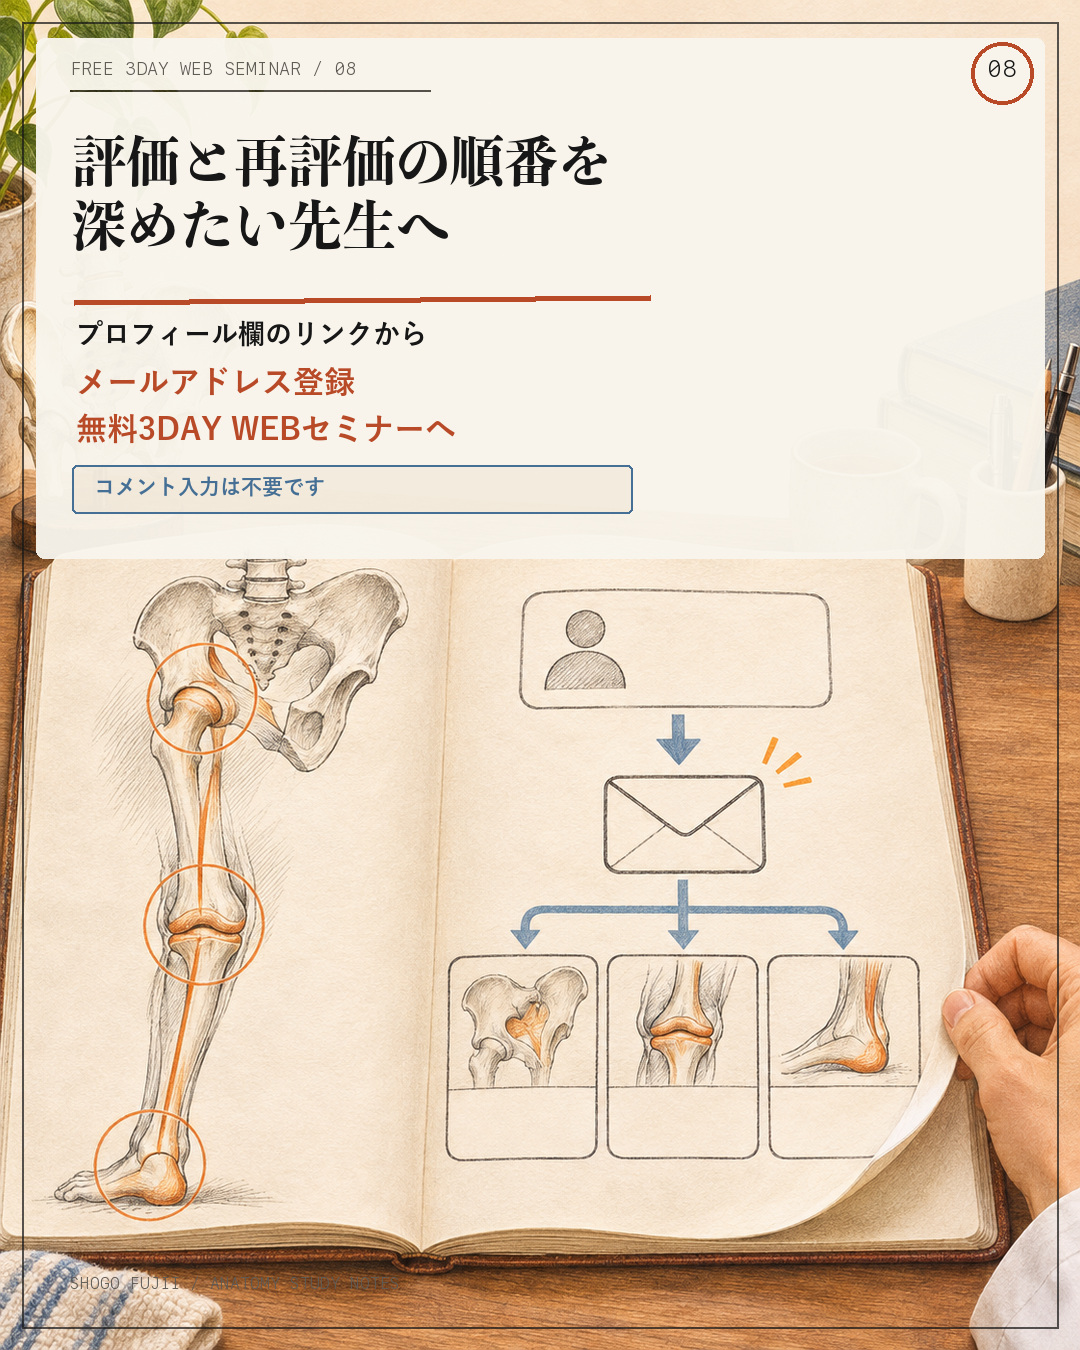 FREE 3DAY WEB SEMINAR / 08
08
評価と再評価の順番を
深めたい先生へ
プロフィール欄のリンクから
メールアドレス登録
無料3DAY WEBセミナーへ
コメント入力は不要です
SHOGO FUJII